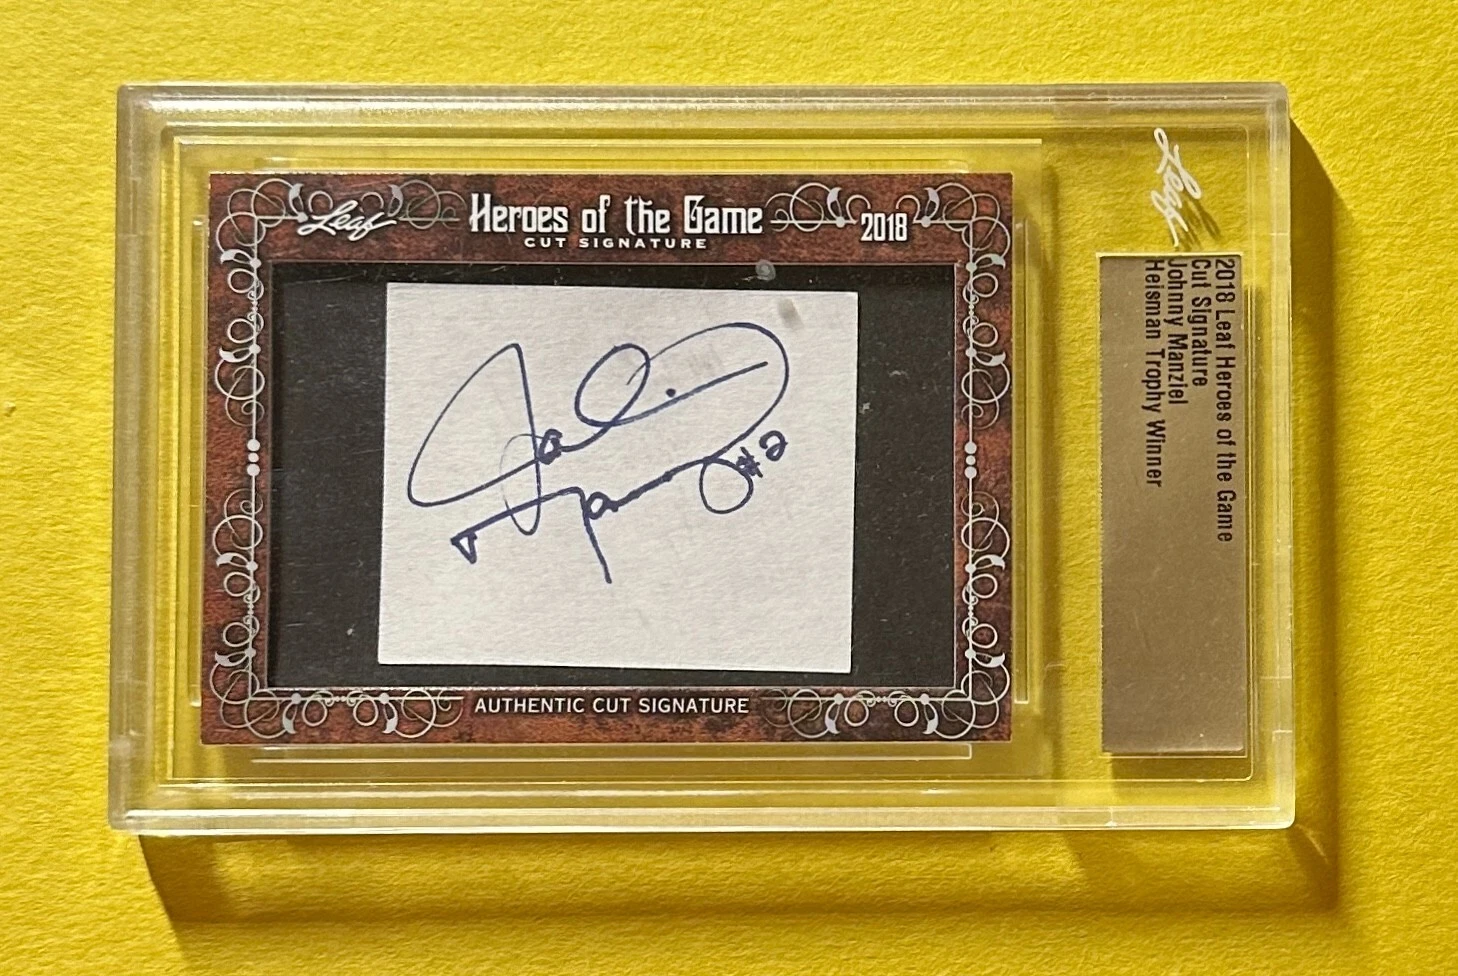 Leaf
Heroes of the Game
CUT SIGNATURE
2018
#2
AUTHENTIC CUT SIGNATURE
Leaf
2018 Leaf Heroes of the Game
Cut Signature
Johnny Manziel
Heisman Trophy Winner